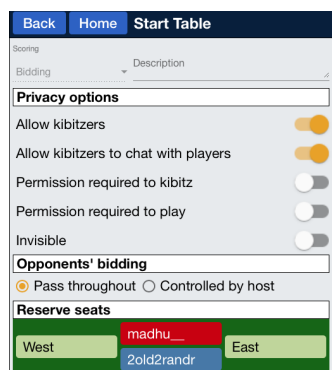 Back Home Start Table
Scoring
Bidding
Description
Privacy options
Allow kibitzers
Allow kibitzers to chat with players
Permission required to kibitz
Permission required to play
Invisible
Opponents' bidding
Pass throughout Controlled by host
Reserve seats
madhu__
West East
2old2randr